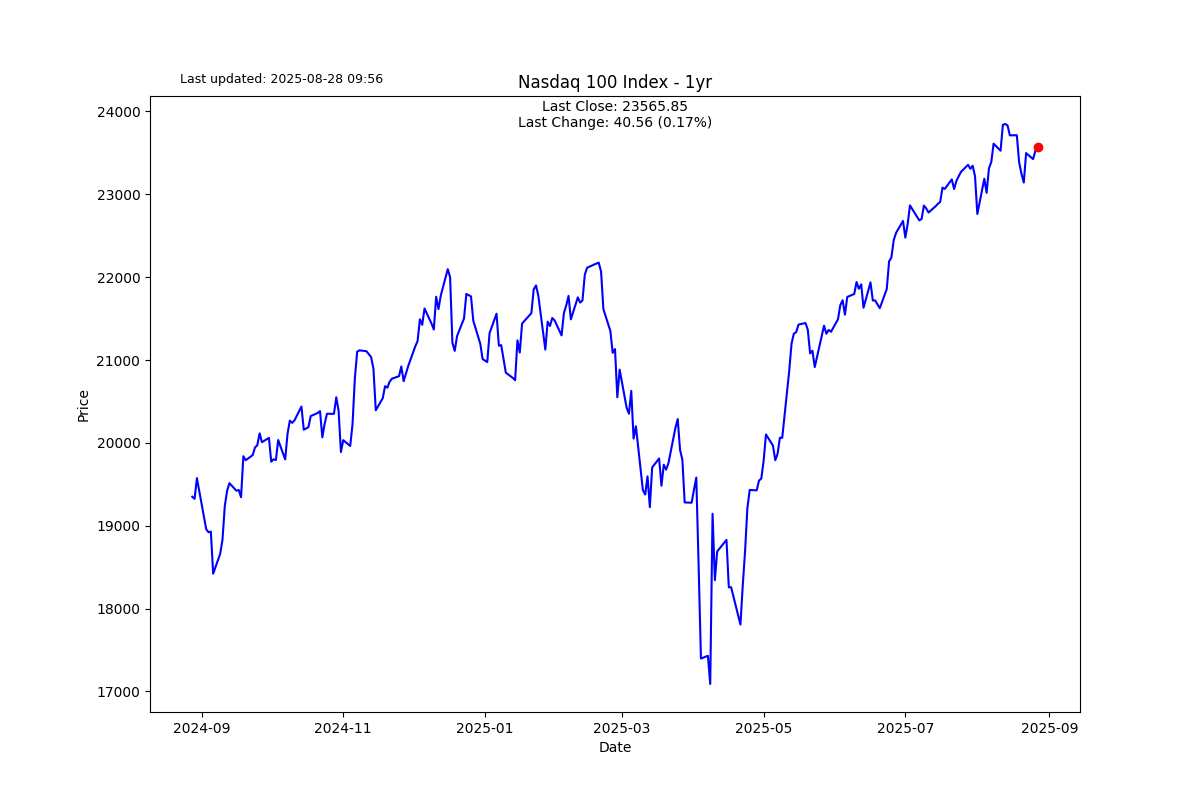 Last updated: 2025-08-28 09:56
Nasdaq 100 Index - 1yr
Last Close: 23565.85
Last Change: 40.56 (0.17%)
24000
23000
22000
21000
20000
19000
18000
17000
Price
2024-09
2024-11
2025-01
2025-03
2025-05
2025-07
2025-09
Date